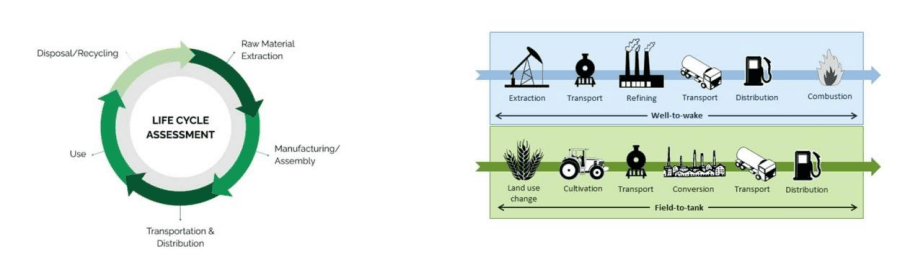 Disposal/Recycling
Raw Material
Extraction
LIFE CYCLE
ASSESSMENT
Use
Manufacturing/
Assembly
Transportation &
Distribution
Extraction
Transport
Refining
Transport
Distribution
Combustion
Well-to-wake
Land use
change
Cultivation
Transport
Conversion
Transport
Distribution
Field-to-tank